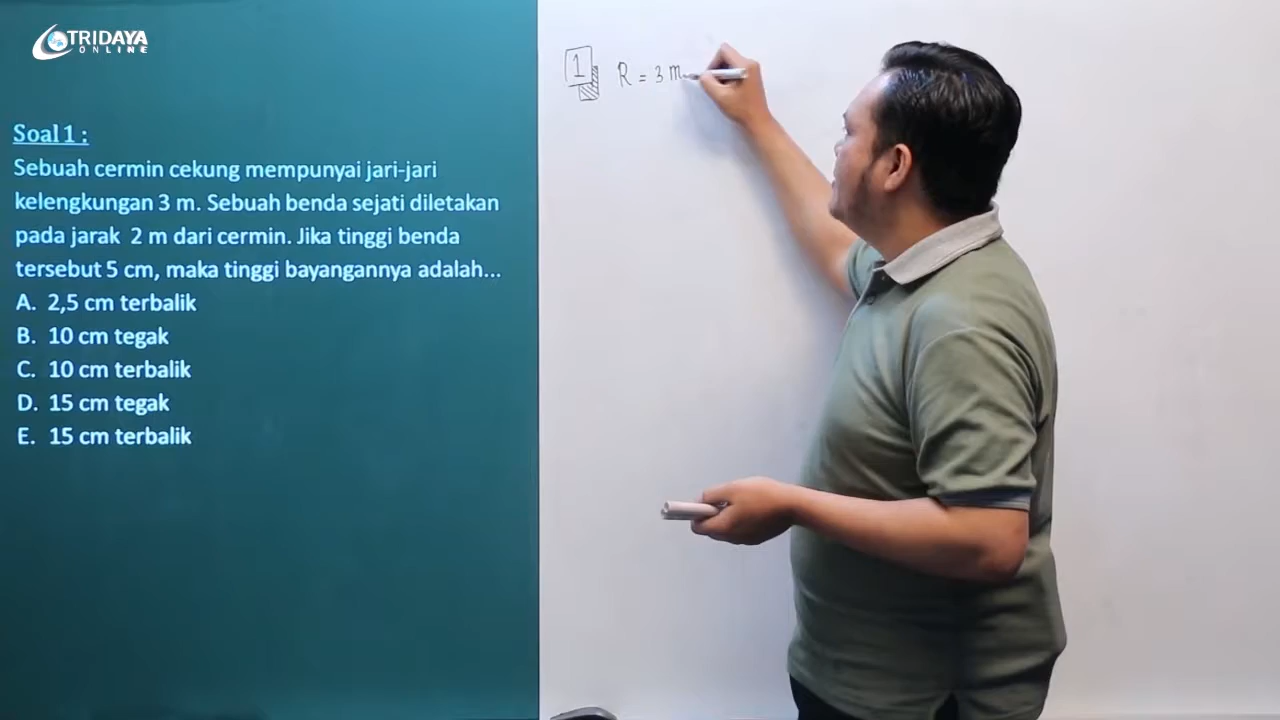 TRIDAYA
ONLINE
Soal 1 :
Sebuah cermin cekung mempunyai jari-jari
kelengkungan 3 m. Sebuah benda sejati diletakan
pada jarak 2 m dari cermin. Jika tinggi benda
tersebut 5 cm, maka tinggi bayangannya adalah...
A. 2,5 cm terbalik
B. 10 cm tegak
C. 10 cm terbalik
D. 15 cm tegak
E. 15 cm terbalik
1 R = 3 m